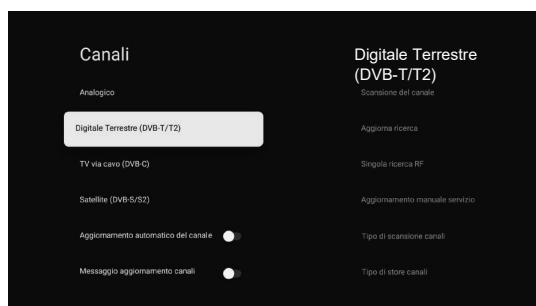 Canali
Analogico
Digitale Terrestre (DVB-T/T2)
TV via cavo (DVB-C)
Satellite (DVB-S/S2)
Aggiornamento automatico del canale
Messaggio aggiornamento canali
Digitale Terrestre
(DVB-T/T2)
Scansione del canale
Aggiorna ricerca
Singola ricerca RF
Aggiornamento manuale servizio
Tipo di scansione canali
Tipo di store canali